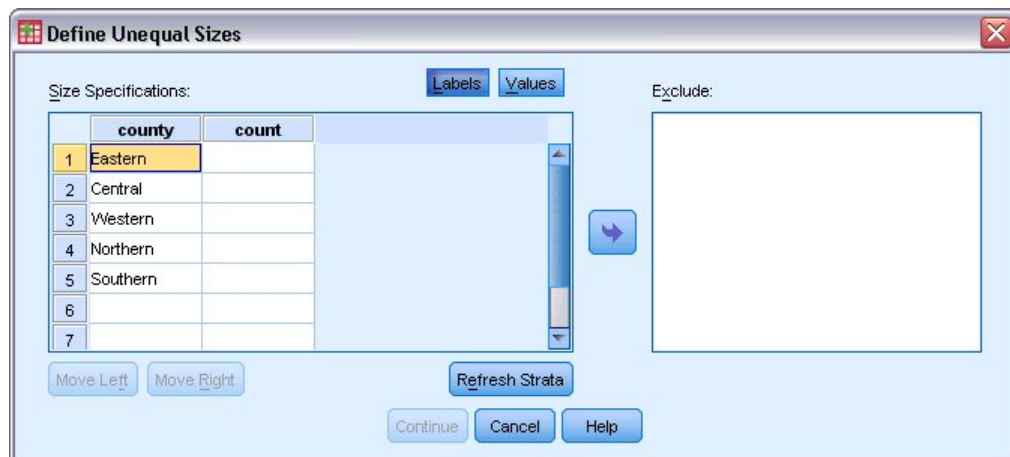 Define Unequal Sizes
Size Specifications:
Labels Values
Exclude:
county count
1 Eastern
2 Central
3 Western
4 Northern
5 Southern
6
7
Move Left Move Right
Refresh Strata
Continue Cancel Help